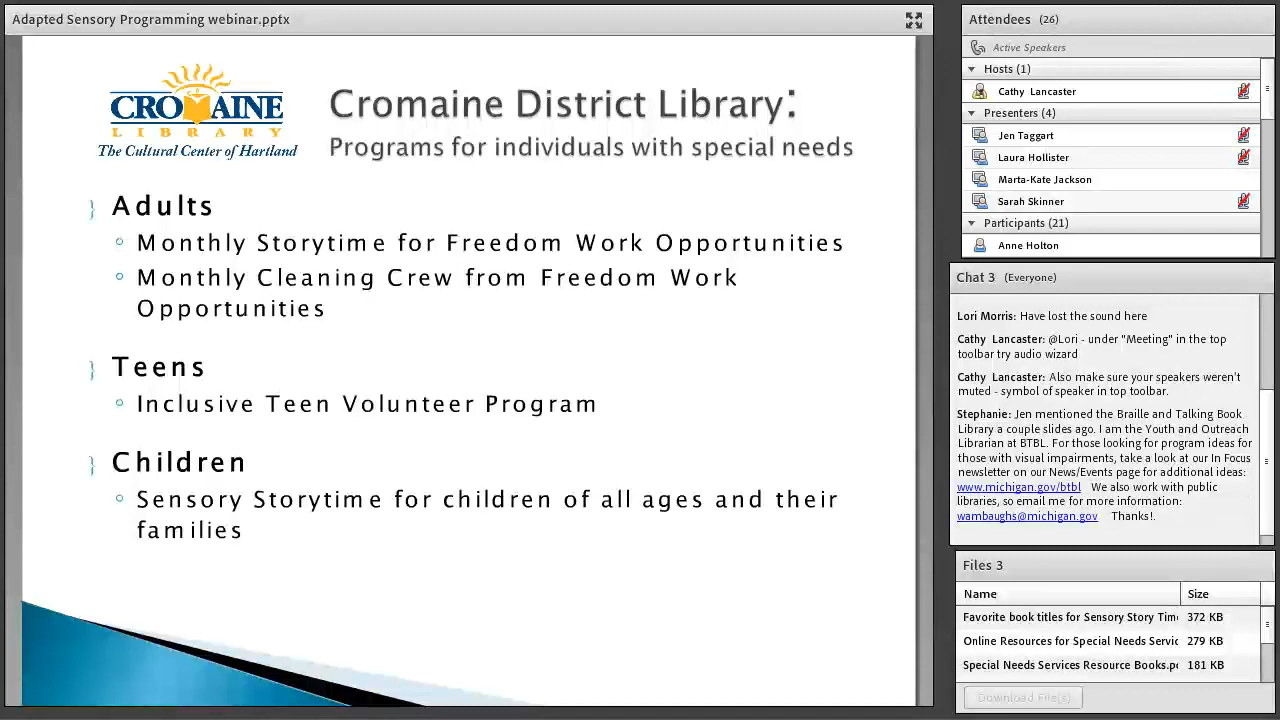 Adapted Sensory Programming webinar.pptx
CROMAINE
LIBRARY
The Cultural Center of Hartland
Cromaine District Library:
Programs for individuals with special needs
Adults
Monthly Storytime for Freedom Work Opportunities
Monthly Cleaning Crew from Freedom Work
Opportunities
Teens
Inclusive Teen Volunteer Program
Children
Sensory Storytime for children of all ages and their
families
Attendees (26)
Active Speakers
Hosts (1)
Cathy Lancaster
Presenters (4)
Jen Taggart
Laura Hollister
Marta-Kate Jackson
Sarah Skinner
Participants (21)
Anne Holton
Chat 3 (Everyone)
Lori Morris: Have lost the sound here
Cathy Lancaster: @Lori - under "Meeting" in the top
toolbar try audio wizard
Cathy Lancaster: Also make sure your speakers weren't
muted - symbol of speaker in top toolbar.
Stephanie: Jen mentioned the Braille and Talking Book
Library a couple slides ago. I am the Youth and Outreach
Librarian at BTBL. For those looking for program ideas for
those with visual impairments, take a look at our In Focus
newsletter on our News/Events page for additional ideas:
www.michigan.gov/btbl We also work with public
libraries, so email me for more information:
wambaughs@michigan.gov Thanks!.
Files 3
Name Size
Favorite book titles for Sensory Story Tim 372 KB
Online Resources for Special Needs Servic 279 KB
Special Needs Services Resource Books.p 181 KB
Download File(s)